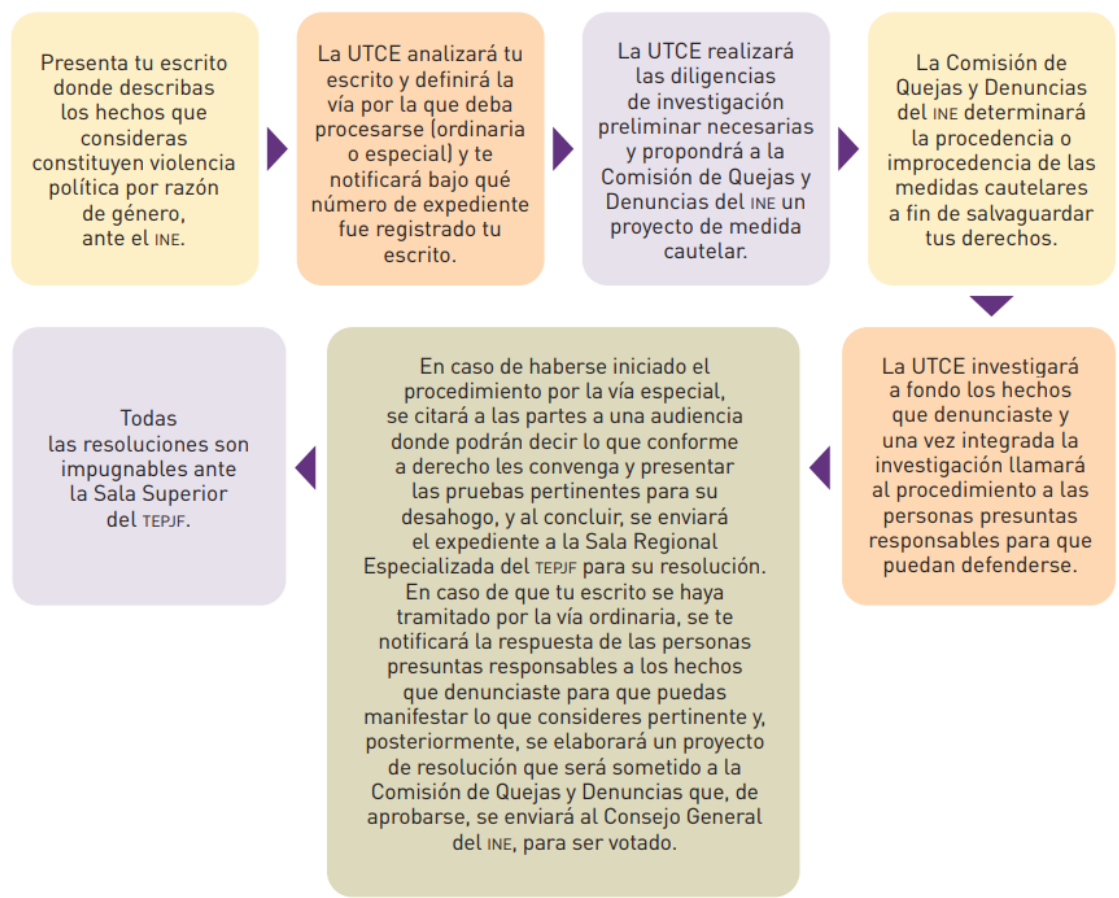 Presenta tu escrito
donde describas
los hechos que
consideras
constituyen violencia
política por razón
de género,
ante el INE.
La UTCE analizará tu
escrito y definirá la
vía por la que deba
procesarse (ordinaria
o especial) y te
notificará bajo qué
número de expediente
fue registrado tu
escrito.
La UTCE realizará
las diligencias
de investigación
preliminar necesarias
y propondrá a la
Comisión de Quejas y
Denuncias del INE un
proyecto de medida
cautelar.
La Comisión de
Quejas y Denuncias
del INE determinará
la procedencia o
improcedencia de las
medidas cautelares
a fin de salvaguardar
tus derechos.
La UTCE investigará
a fondo los hechos
que denunciaste y
una vez integrada la
investigación llamará
al procedimiento a las
personas presuntas
responsables para que
puedan defenderse.
En caso de haberse iniciado el
procedimiento por la vía especial,
se citará a las partes a una audiencia
donde podrán decir lo que conforme
a derecho les convenga y presentar
las pruebas pertinentes para su
desahogo, y al concluir, se enviará
el expediente a la Sala Regional
Especializada del TEPJF para su resolución.
En caso de que tu escrito se haya
tramitado por la vía ordinaria, se te
notificará la respuesta de las personas
presuntas responsables a los hechos
que denunciaste para que puedas
manifestar lo que consideres pertinente y,
posteriormente, se elaborará un proyecto
de resolución que será sometido a la
Comisión de Quejas y Denuncias que, de
aprobarse, se enviará al Consejo General
del INE, para ser votado.
Todas
las resoluciones son
impugnables ante
la Sala Superior
del TEPJF.